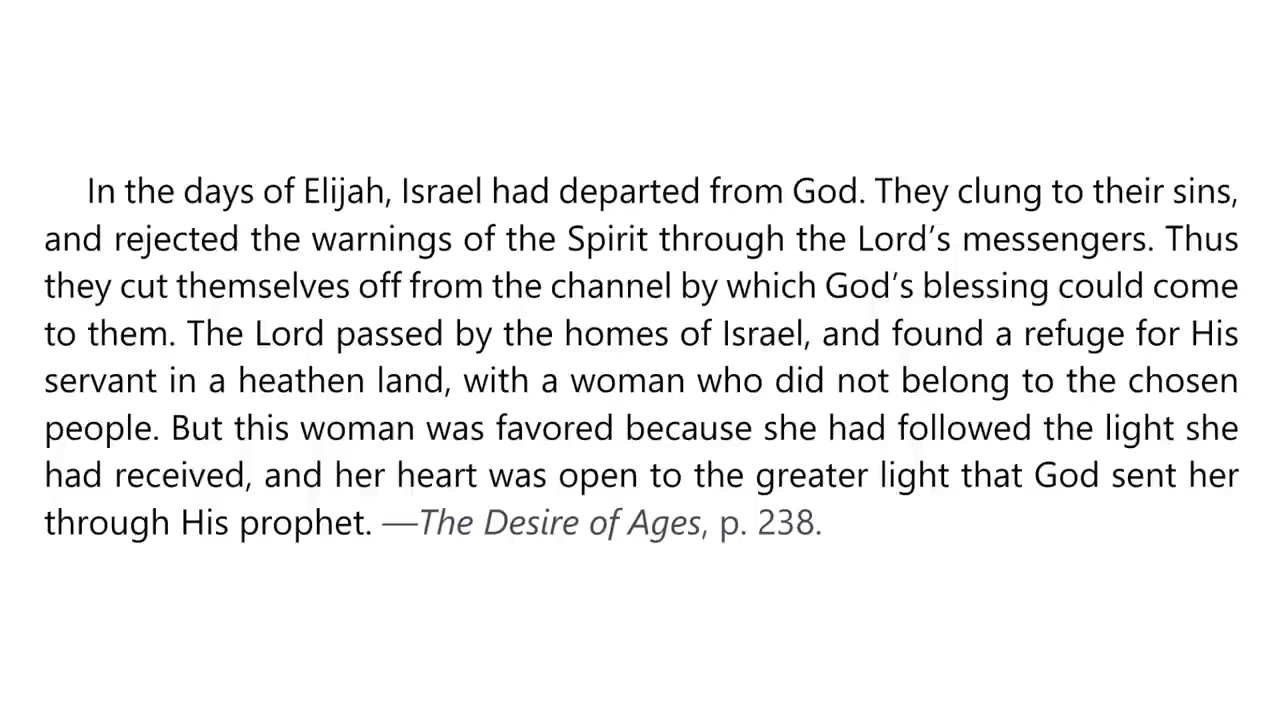 In the days of Elijah, Israel had departed from God. They clung to their sins,
and rejected the warnings of the Spirit through the Lord’s messengers. Thus
they cut themselves off from the channel by which God’s blessing could come
to them. The Lord passed by the homes of Israel, and found a refuge for His
servant in a heathen land, with a woman who did not belong to the chosen
people. But this woman was favored because she had followed the light she
had received, and her heart was open to the greater light that God sent her
through His prophet. —The Desire of Ages, p. 238.